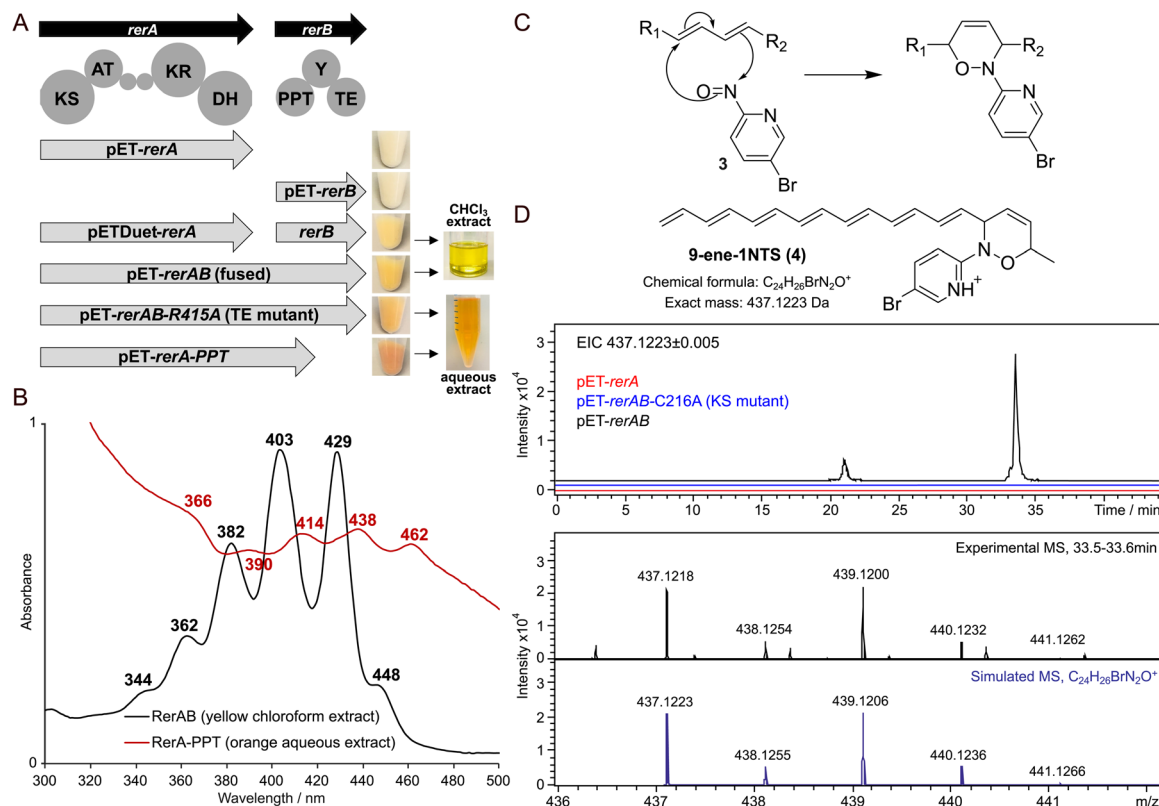 A
rerA
rerB
KS
AT
KR
DH
PPT
Y
TE
pET-rerA
pET-rerB
pETDuet-rerA
rerB
pET-rerAB (fused)
pET-rerAB-R415A (TE mutant)
pET-rerA-PPT
CHCl₃
extract
aqueous
extract
B
1
0
Absorbance
344
362
382
403
429
448
366
390
414
438
462
RerAB (yellow chloroform extract)
RerA-PPT (orange aqueous extract)
300 320 340 360 380 400 420 440 460 480 500
Wavelength / nm
C
R₁
R₂
O
N
N
3
Br
R₁
R₂
O
N
N
Br
D
N
O
NH⁺
Br
9-ene-1NTS (4)
Chemical formula: C₂₄H₂₆BrN₂O⁺
Exact mass: 437.1223 Da
EIC 437.1223±0.005
pET-rerA
pET-rerAB-C216A (KS mutant)
pET-rerAB
Intensity x10⁴
3
2
1
0
0 5 10 15 20 25 30 35 40
Time / min
Experimental MS, 33.5-33.6min
437.1218
438.1254
439.1200
440.1232
441.1262
3
2
1
0
Intensity x10⁴
Simulated MS, C₂₄H₂₆BrN₂O⁺
437.1223
438.1255
439.1206
440.1236
441.1266
3
2
1
0
436 437 438 439 440 441 m/z